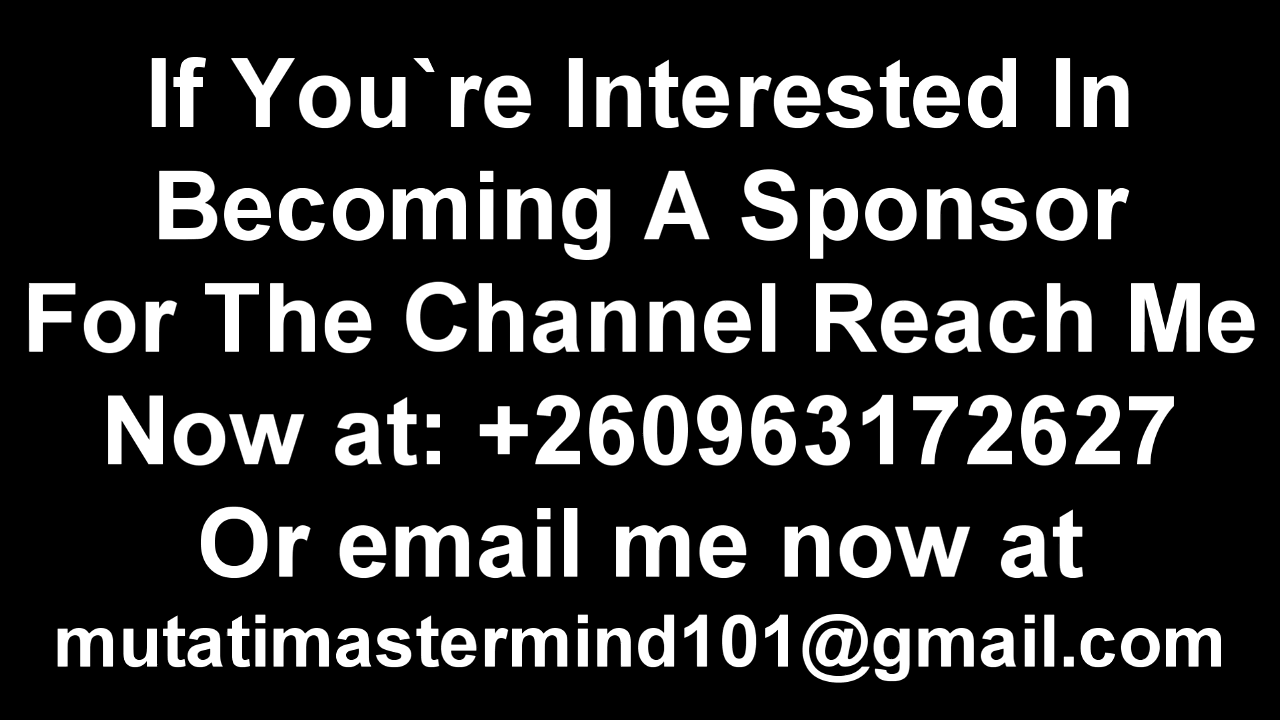 If You`re Interested In
Becoming A Sponsor
For The Channel Reach Me
Now at: +260963172627
Or email me now at
mutatimastermind101@gmail.com